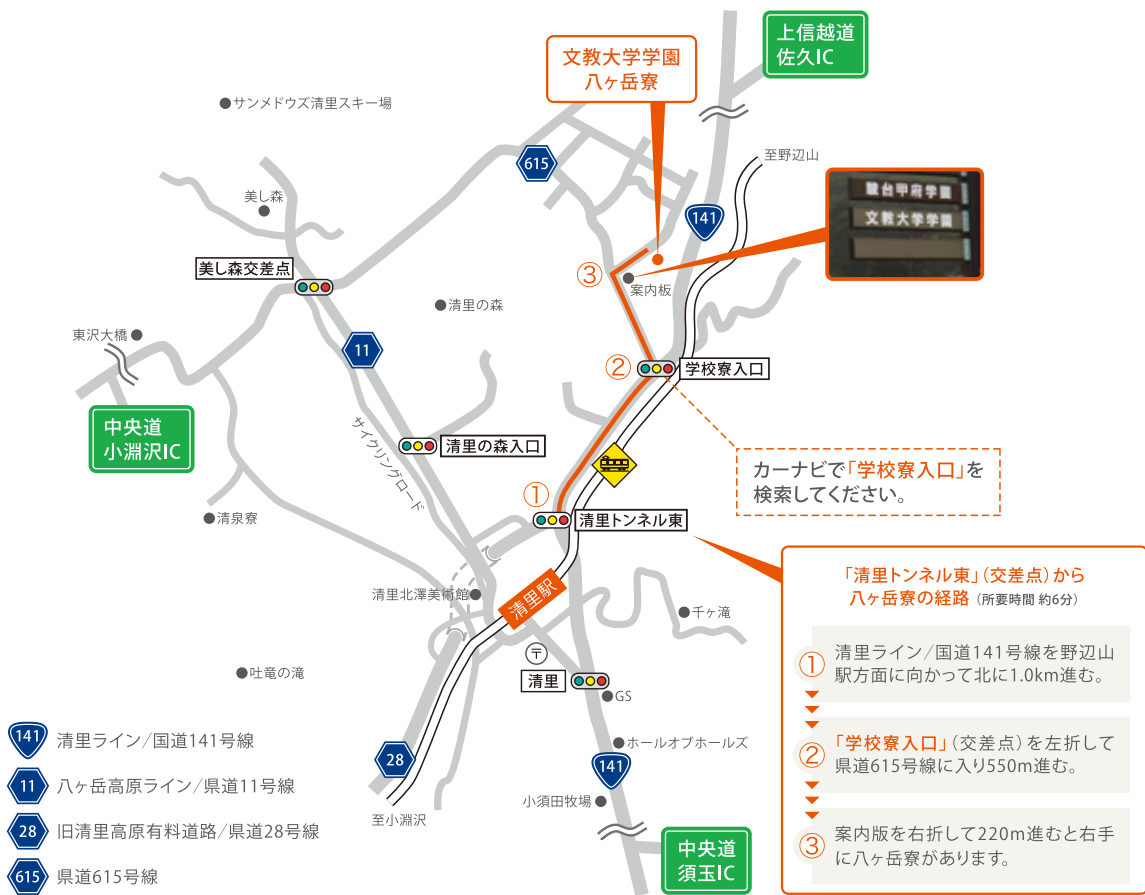 上信越道
佐久IC
文教大学学園
八ヶ岳寮
サンメドウズ清里スキー場
615
至野辺山
駿台甲府学園
文教大学学園
美し森
141
美し森交差点
③
案内板
清里の森
東沢大橋
11
②
学校寮入口
中央道
小淵沢IC
清里の森入口
サイクリングロード
カーナビで「学校寮入口」を
検索してください。
①
清里トンネル東
清泉寮
清里北澤美術館
清里駅
千ヶ滝
〒
清里
吐竜の滝
GS
ホールオブホールズ
28
141
小須田牧場
至小淵沢
中央道
須玉IC
141 清里ライン/国道141号線
11 八ヶ岳高原ライン/県道11号線
28 旧清里高原有料道路/県道28号線
615 県道615号線
「清里トンネル東」(交差点)から
八ヶ岳寮の経路 (所要時間 約6分)
① 清里ライン/国道141号線を野辺山
駅方面に向かって北に1.0km進む。
② 「学校寮入口」(交差点)を左折して
県道615号線に入り550m進む。
③ 案内版を右折して220m進むと右手
に八ヶ岳寮があります。